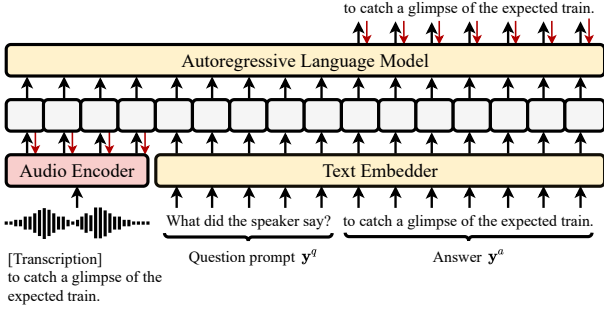 to catch a glimpse of the expected train.
Autoregressive Language Model
Audio Encoder
Text Embedder
What did the speaker say?
to catch a glimpse of the expected train.
Question prompt y^q
Answer y^a
[Transcription]
to catch a glimpse of the
expected train.